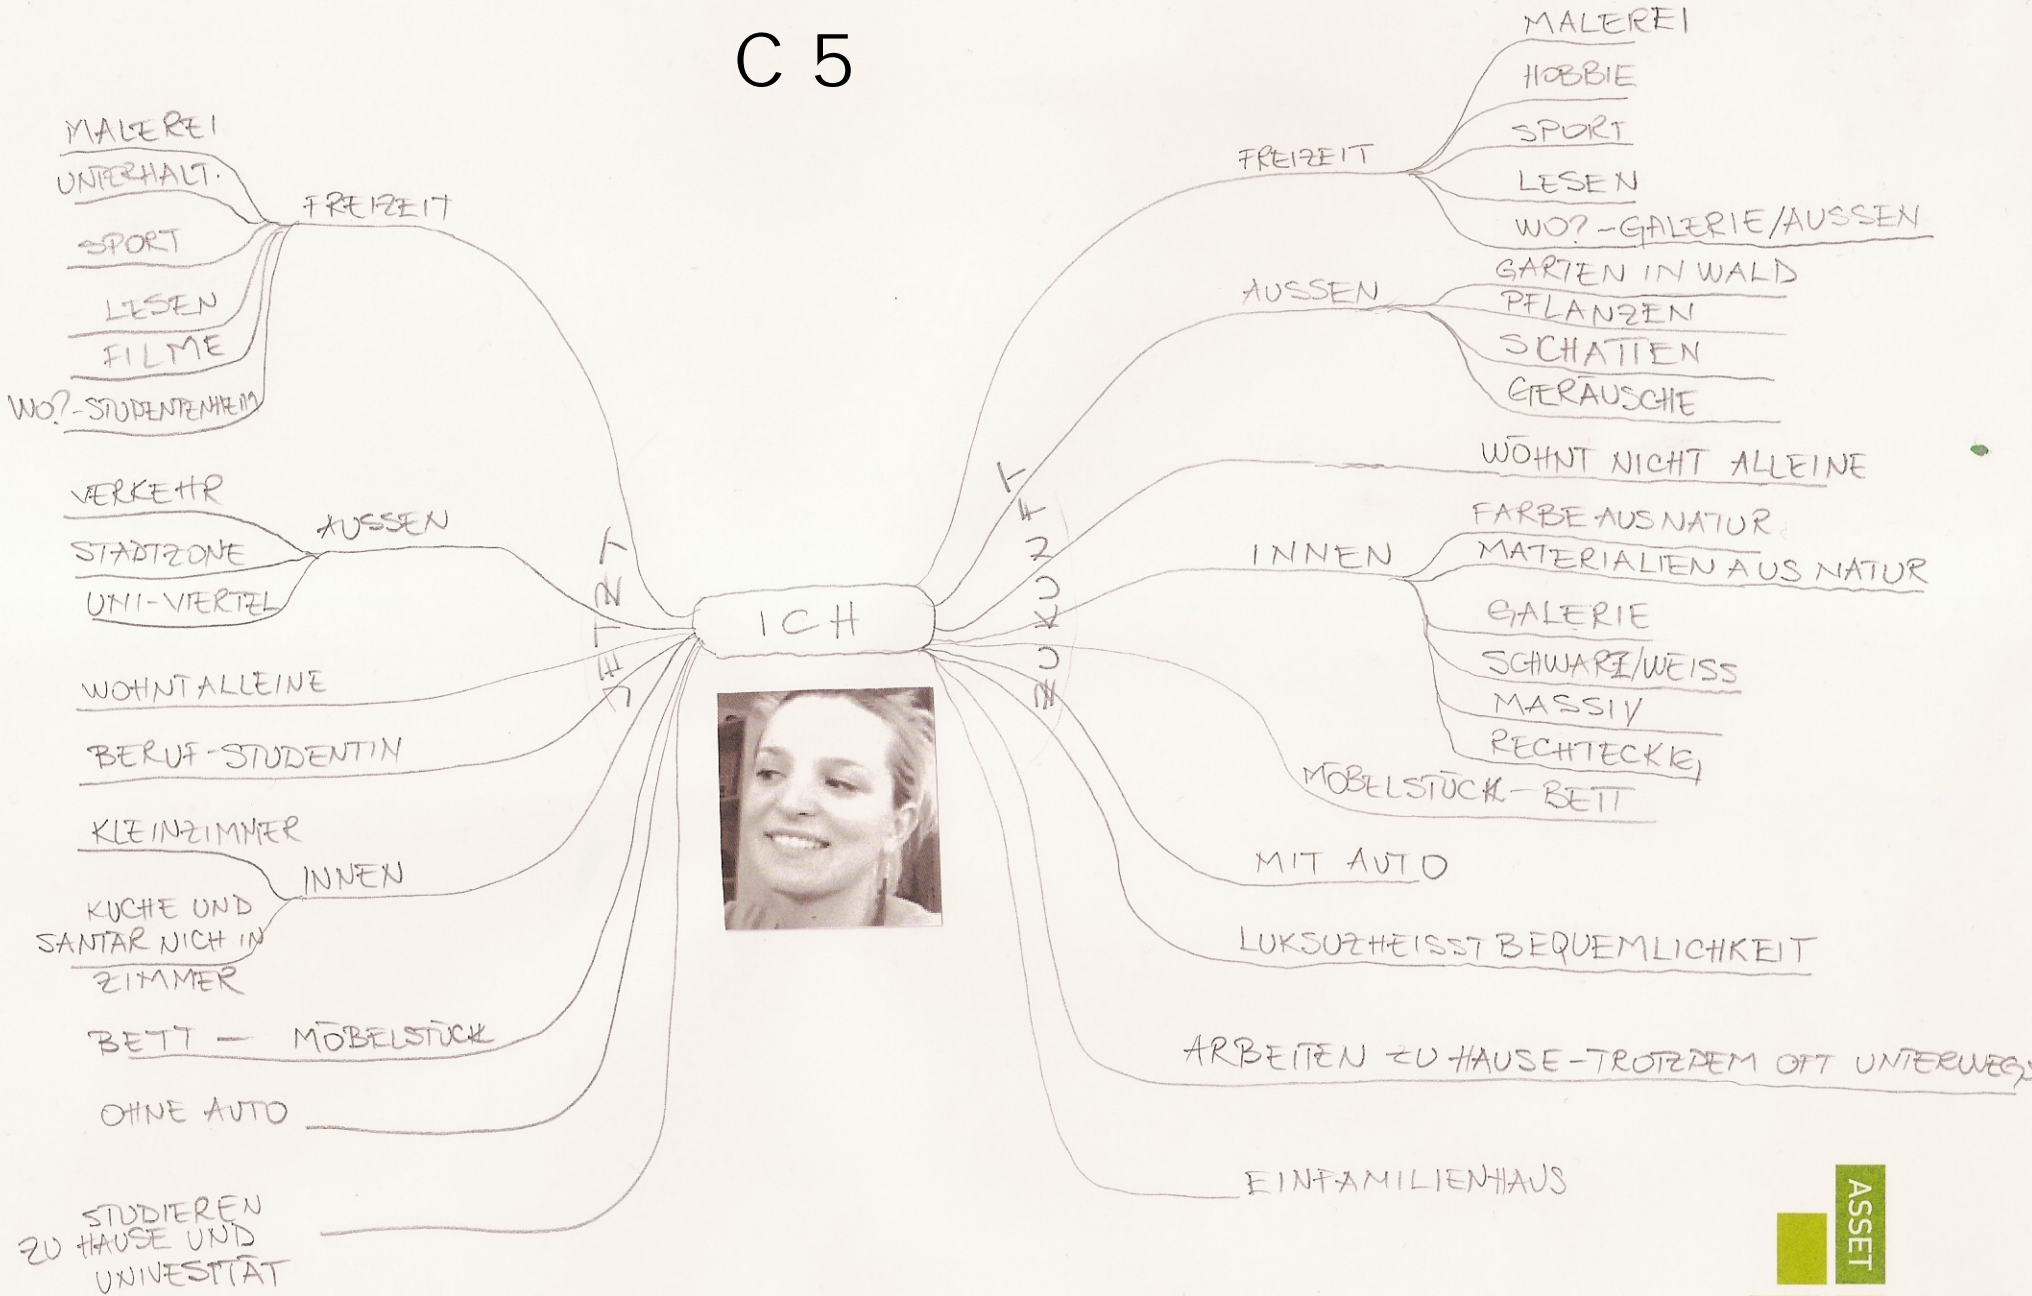 C 5
MALEREI
UNTERHALT.
SPORT
LESEN
FILME
WO?-STUDENTENHEIM
FREIZEIT
VERKEHR
STADTZONE
UNI-VIERTEL
AUSSEN
WOHNT ALLEINE
BERUF-STUDENTIN
KLEINZIMMER
KUCHE UND
SANTAR NICH IN
ZIMMER
INNEN
BETT — MÖBELSTÜCK
OHNE AUTO
STUDIEREN
ZU HAUSE UND
UNIVESITÄT
JETZT
ICH
ZUKUNFT
FREIZEIT
MALEREI
HOBBIE
SPORT
LESEN
WO?-GALERIE/AUSSEN
AUSSEN
GARTEN IN WALD
PFLANZEN
SCHATTEN
GERÄUSCHE
WOHNT NICHT ALLEINE
INNEN
FARBE AUS NATUR
MATERIALIEN AUS NATUR
GALERIE
SCHWARZ/WEISS
MASSIV
RECHTECKIG
MÖBELSTÜCK-BETT
MIT AUTO
LUKSUZ HEISST BEQUEMLICHKEIT
ARBEITEN ZU HAUSE-TROTZDEM OFT UNTERWEGS
EINFAMILIENHAUS
ASSET